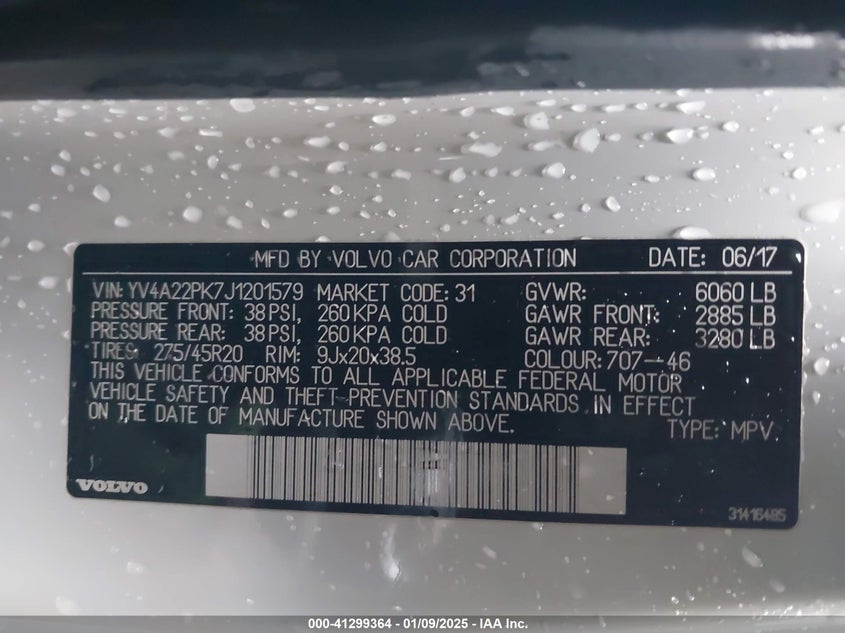 MFD BY VOLVO CAR CORPORATION DATE: 06/17
VIN: YV4A22PK7J1201579 MARKET CODE: 31 GVWR: 6060 LB
PRESSURE FRONT: 38 PSI, 260 KPA COLD GAWR FRONT: 2885 LB
PRESSURE REAR: 38 PSI, 260 KPA COLD GAWR REAR: 3280 LB
TIRES: 275/45R20 RIM: 9Jx20x38.5 COLOUR: 707--46
THIS VEHICLE CONFORMS TO ALL APPLICABLE FEDERAL MOTOR
VEHICLE SAFETY AND THEFT PREVENTION STANDARDS IN EFFECT
ON THE DATE OF MANUFACTURE SHOWN ABOVE.
TYPE: MPV
VOLVO
31416485
000-41299364 - 01/09/2025 - IAA Inc.